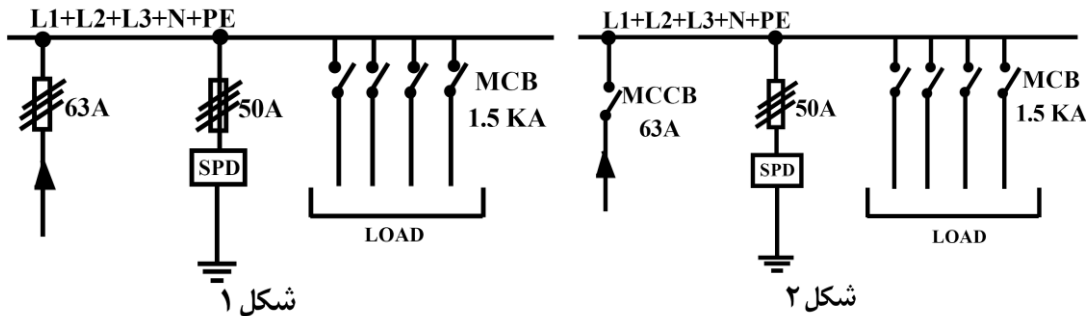 L1+L2+L3+N+PE
63A
50A
MCB
1.5 KA
SPD
LOAD
شکل ۱
L1+L2+L3+N+PE
MCCB
63A
50A
MCB
1.5 KA
SPD
LOAD
شکل ۲